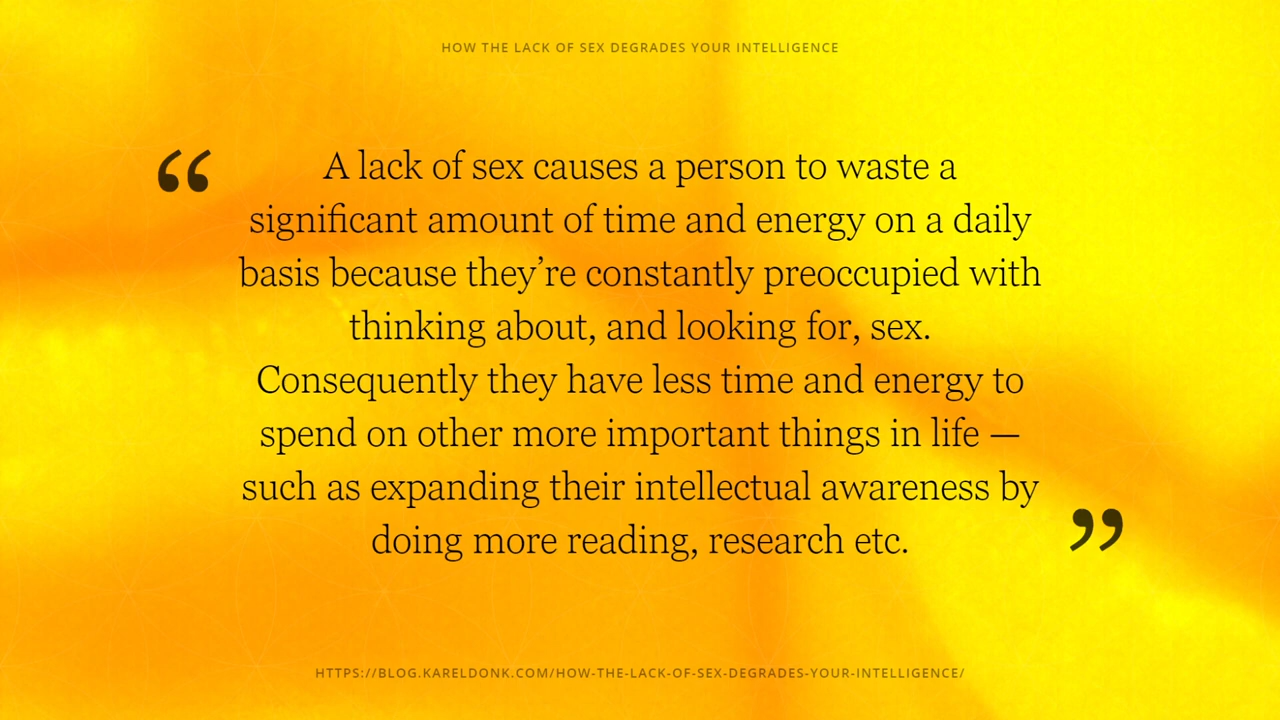 HOW THE LACK OF SEX DEGRADES YOUR INTELLIGENCE
“ A lack of sex causes a person to waste a
significant amount of time and energy on a daily
basis because they’re constantly preoccupied with
thinking about, and looking for, sex.
Consequently they have less time and energy to
spend on other more important things in life —
such as expanding their intellectual awareness by
doing more reading, research etc. ”
HTTPS://BLOG.KARELDONK.COM/HOW-THE-LACK-OF-SEX-DEGRADES-YOUR-INTELLIGENCE/